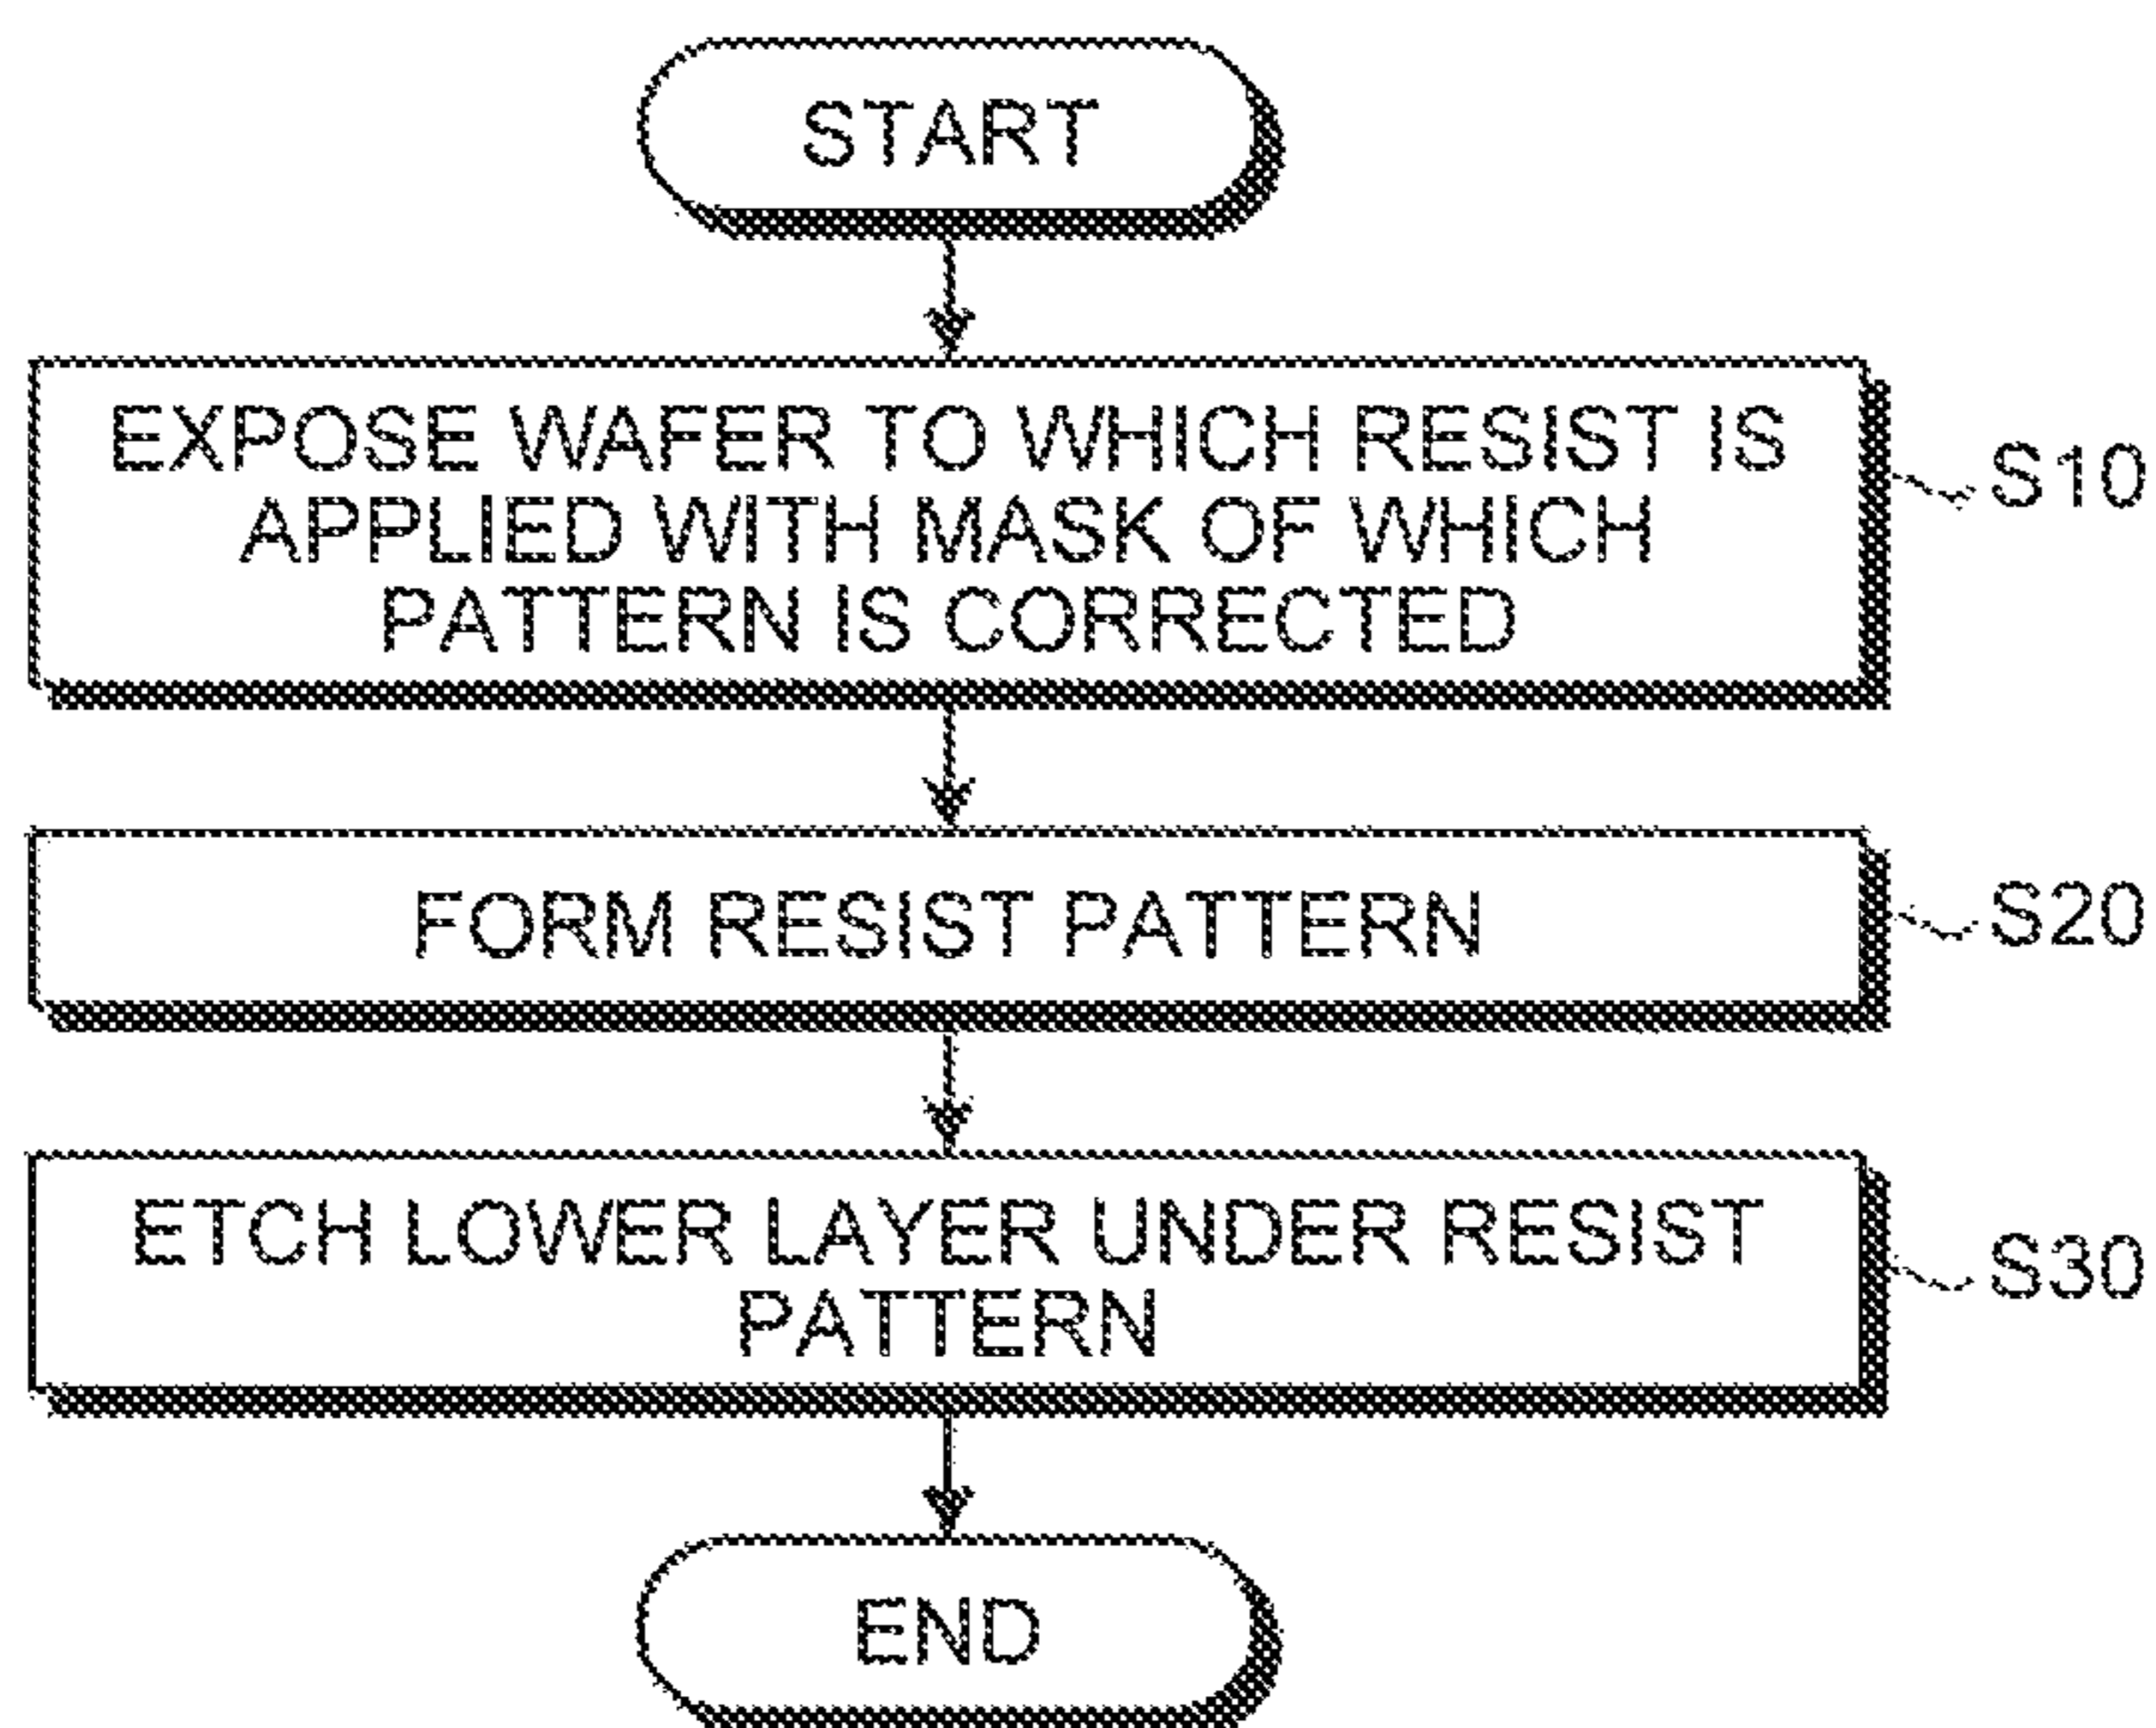 START
EXPOSE WAFER TO WHICH RESIST IS
APPLIED WITH MASK OF WHICH
PATTERN IS CORRECTED
S10
FORM RESIST PATTERN
S20
ETCH LOWER LAYER UNDER RESIST
PATTERN
S30
END